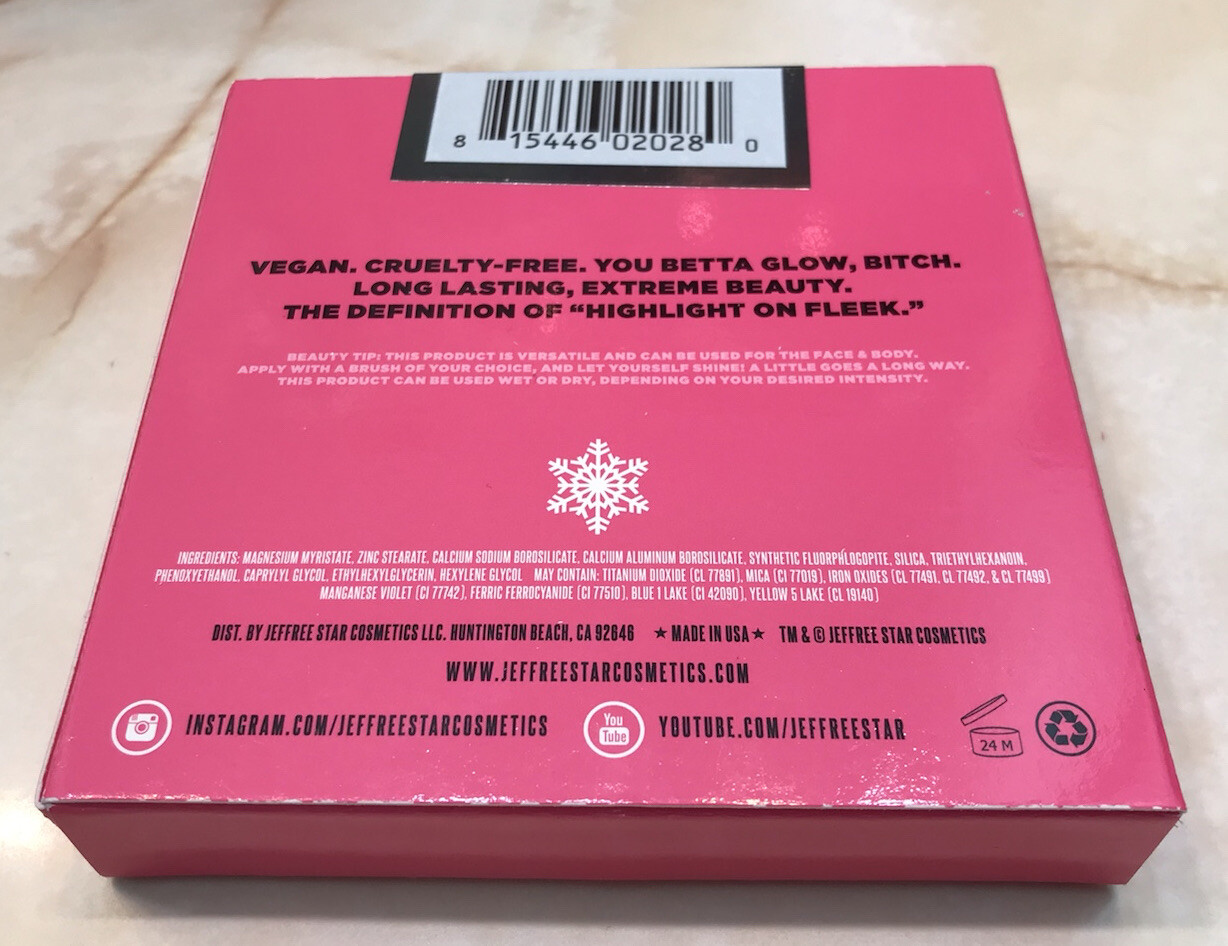 8 15446 02028 0
VEGAN. CRUELTY-FREE. YOU BETTA GLOW, BITCH.
LONG LASTING, EXTREME BEAUTY.
THE DEFINITION OF “HIGHLIGHT ON FLEEK.”
BEAUTY TIP: THIS PRODUCT IS VERSATILE AND CAN BE USED FOR THE FACE & BODY.
APPLY WITH A BRUSH OF YOUR CHOICE, AND LET YOURSELF SHINE! A LITTLE GOES A LONG WAY.
THIS PRODUCT CAN BE USED WET OR DRY, DEPENDING ON YOUR DESIRED INTENSITY.
INGREDIENTS: MAGNESIUM MYRISTATE, ZINC STEARATE, CALCIUM SODIUM BOROSILICATE, CALCIUM ALUMINUM BOROSILICATE, SYNTHETIC FLUORPHLOGOPITE, SILICA, TRIETHYLHEXANOIN,
PHENOXYETHANOL, CAPRYLYL GLYCOL, ETHYLHEXYLGLYCERIN, HEXYLENE GLYCOL MAY CONTAIN: TITANIUM DIOXIDE (CL 77891), MICA (CI 77019), IRON OXIDES (CL 77491, CL 77492, & CL 77499)
MANGANESE VIOLET (CI 77742), FERRIC FERROCYANIDE (CI 77510), BLUE 1 LAKE (CI 42090), YELLOW 5 LAKE (CL 19140)
DIST. BY JEFFREE STAR COSMETICS LLC. HUNTINGTON BEACH, CA 92646 ★ MADE IN USA ★ TM & © JEFFREE STAR COSMETICS
WWW.JEFFREESTARCOSMETICS.COM
INSTAGRAM.COM/JEFFREESTARCOSMETICS You Tube YOUTUBE.COM/JEFFREESTAR 24 M